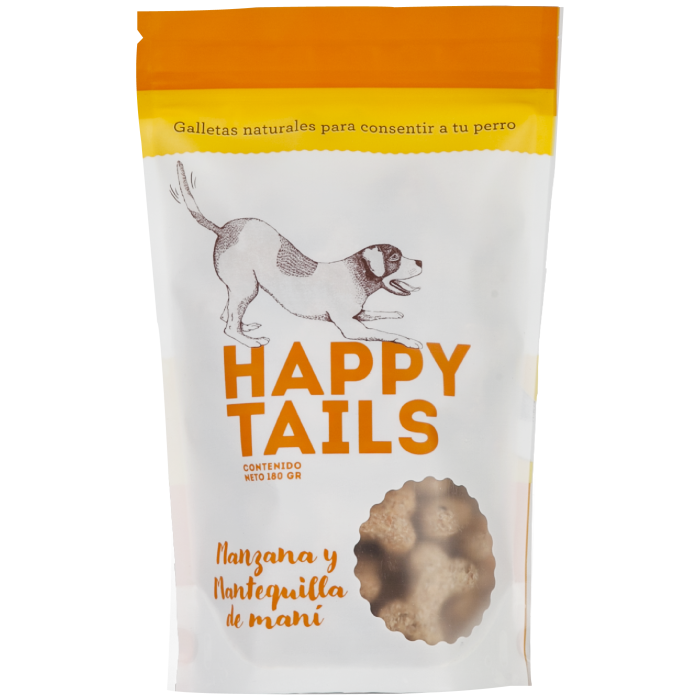 Galletas naturales para consentir a tu perro
HAPPY
TAILS
CONTENIDO
NETO 180 GR
Manzana y
Mantequilla
de maní